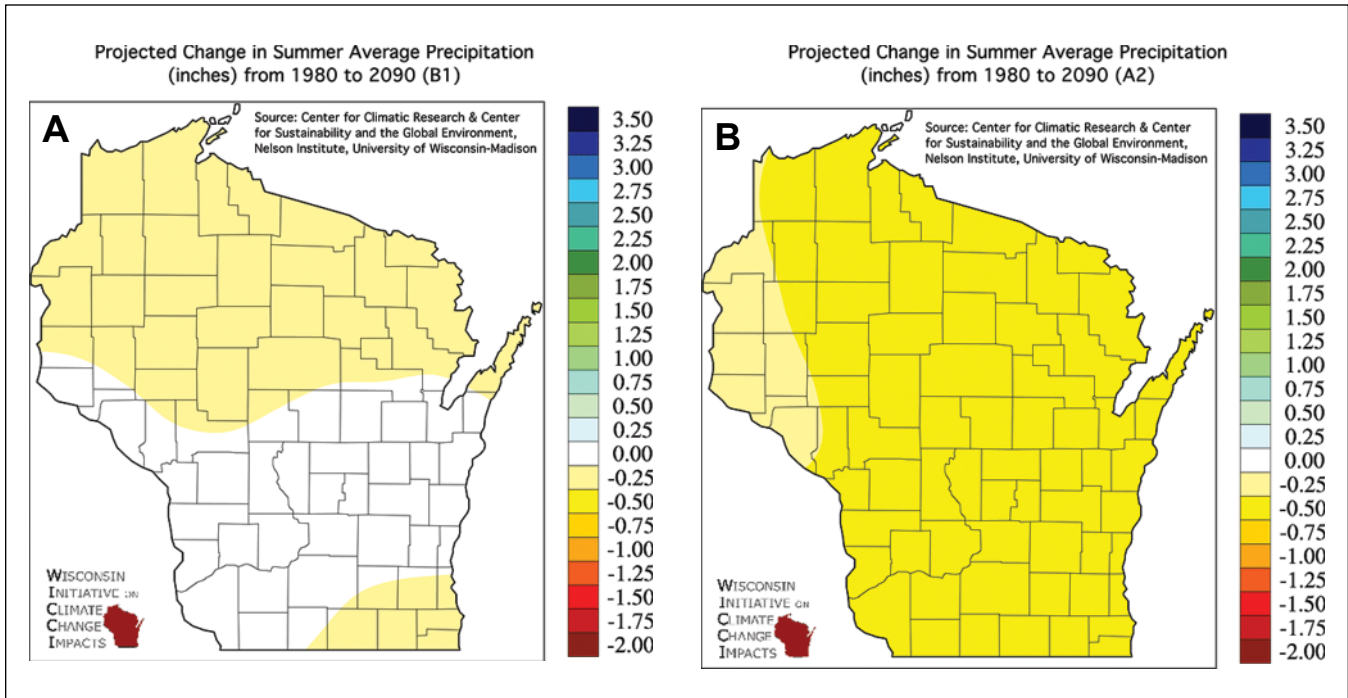 Projected Change in Summer Average Precipitation
(inches) from 1980 to 2090 (B1)
A
Source: Center for Climatic Research & Center
for Sustainability and the Global Environment,
Nelson Institute, University of Wisconsin-Madison
3.50
3.25
3.00
2.75
2.50
2.25
2.00
1.75
1.50
1.25
1.00
0.75
0.50
0.25
0.00
-0.25
-0.50
-0.75
-1.00
-1.25
-1.50
-1.75
-2.00
WISCONSIN
INITIATIVE ON
CLIMATE
CHANGE
IMPACTS
Projected Change in Summer Average Precipitation
(inches) from 1980 to 2090 (A2)
B
Source: Center for Climatic Research & Center
for Sustainability and the Global Environment,
Nelson Institute, University of Wisconsin-Madison
3.50
3.25
3.00
2.75
2.50
2.25
2.00
1.75
1.50
1.25
1.00
0.75
0.50
0.25
0.00
-0.25
-0.50
-0.75
-1.00
-1.25
-1.50
-1.75
-2.00
WISCONSIN
INITIATIVE ON
CLIMATE
CHANGE
IMPACTS